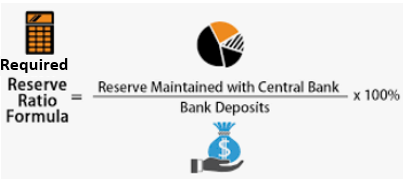 Required
Reserve
Ratio
Formula
=
Reserve Maintained with Central Bank
Bank Deposits
x 100%
$